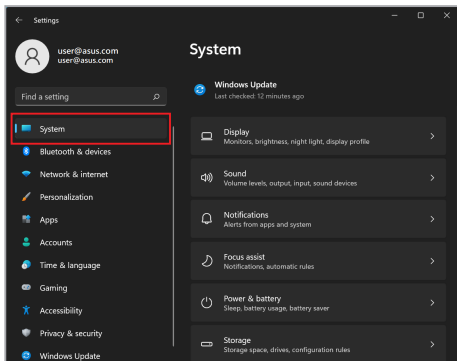 Settings
user@asus.com
user@asus.com
Find a setting
System
Bluetooth & devices
Network & internet
Personalization
Apps
Accounts
Time & language
Gaming
Accessibility
Privacy & security
Windows Update
System
Windows Update
Last checked: 12 minutes ago
Display
Monitors, brightness, night light, display profile
Sound
Volume levels, output, input, sound devices
Notifications
Alerts from apps and system
Focus assist
Notifications, automatic rules
Power & battery
Sleep, battery usage, battery saver
Storage
Storage space, drives, configuration rules